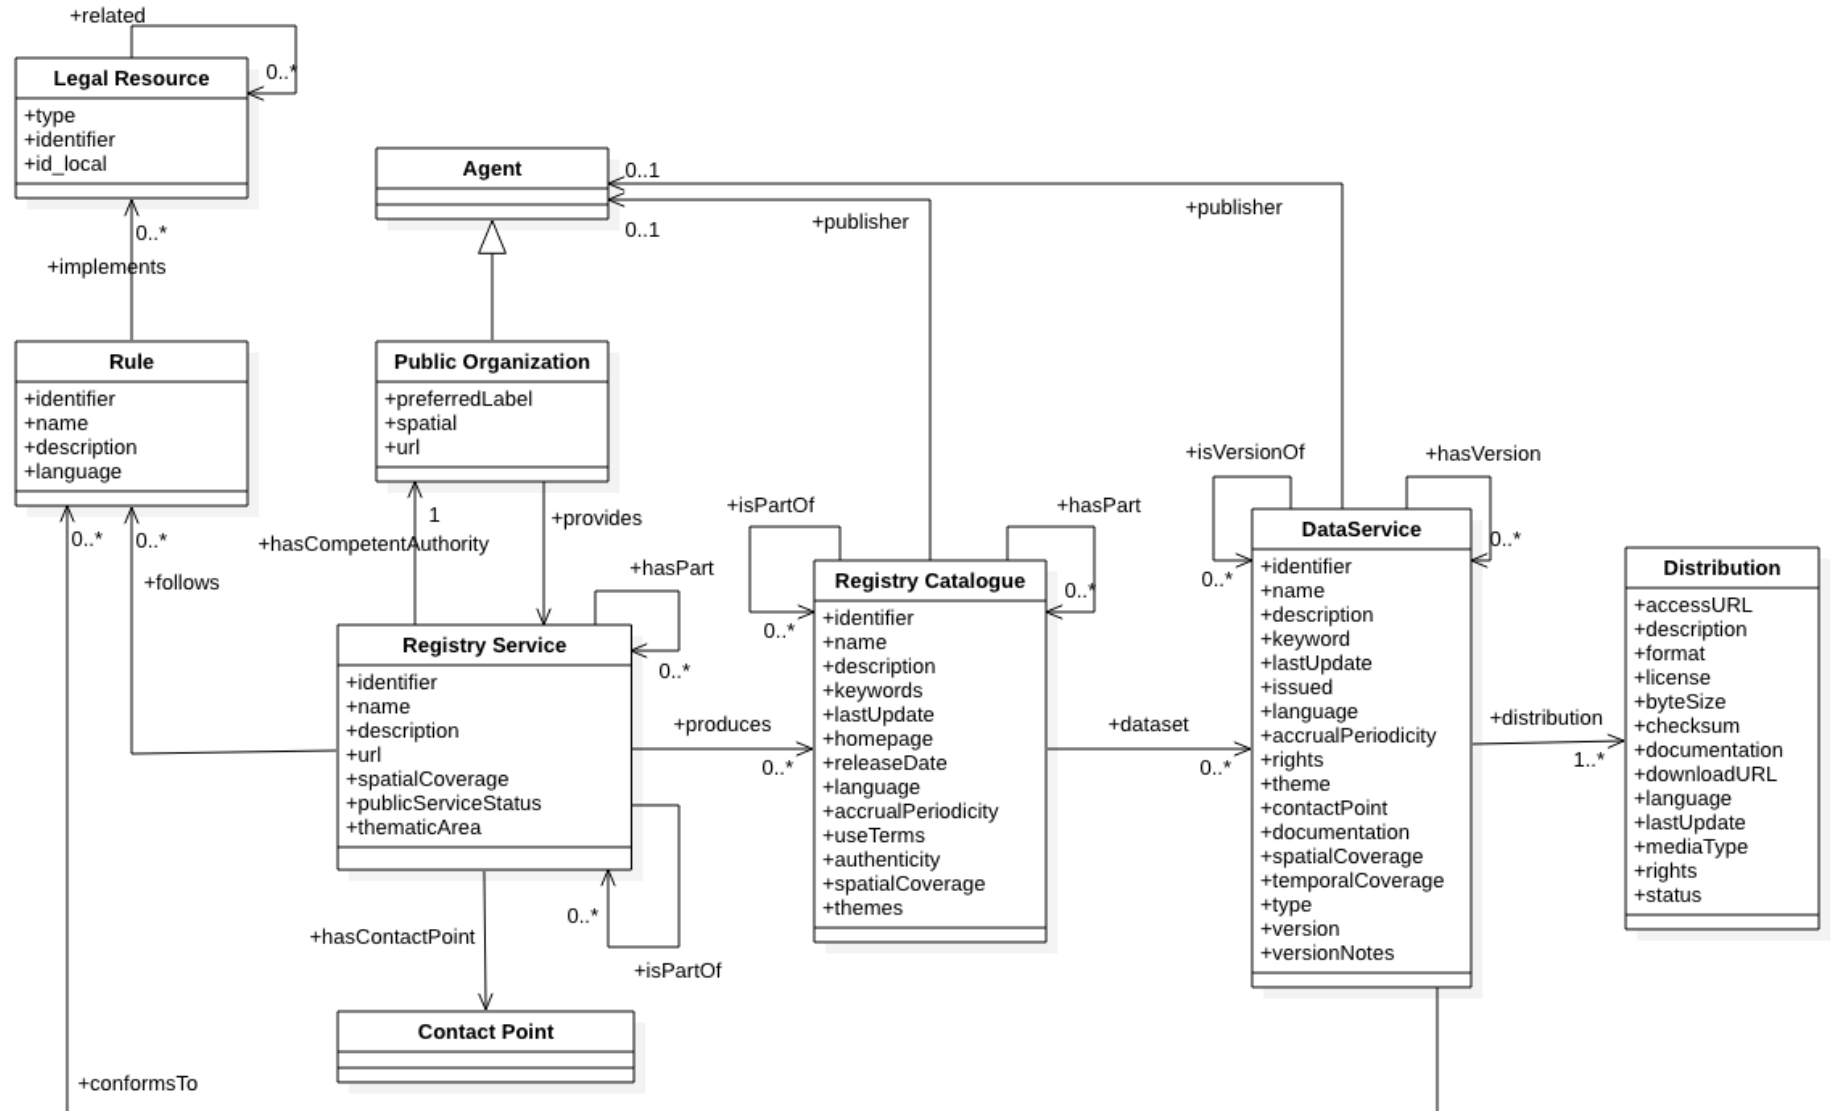 +related
0..*
Legal Resource
+type
+identifier
+id_local
0..*
+implements
Rule
+identifier
+name
+description
+language
0..*
0..*
+follows
+conformsTo
Agent
0..1
0..1
+publisher
+publisher
Public Organization
+preferredLabel
+spatial
+url
1
+hasCompetentAuthority
+provides
+hasPart
0..*
Registry Service
+identifier
+name
+description
+url
+spatialCoverage
+publicServiceStatus
+thematicArea
+produces
0..*
0..*
+isPartOf
+hasContactPoint
Contact Point
+isPartOf
0..*
+hasPart
0..*
Registry Catalogue
+identifier
+name
+description
+keywords
+lastUpdate
+homepage
+releaseDate
+language
+accrualPeriodicity
+useTerms
+authenticity
+spatialCoverage
+themes
+dataset
0..*
+isVersionOf
0..*
+hasVersion
0..*
DataService
+identifier
+name
+description
+keyword
+lastUpdate
+issued
+language
+accrualPeriodicity
+rights
+theme
+contactPoint
+documentation
+spatialCoverage
+temporalCoverage
+type
+version
+versionNotes
+distribution
1..*
Distribution
+accessURL
+description
+format
+license
+byteSize
+checksum
+documentation
+downloadURL
+language
+lastUpdate
+mediaType
+rights
+status